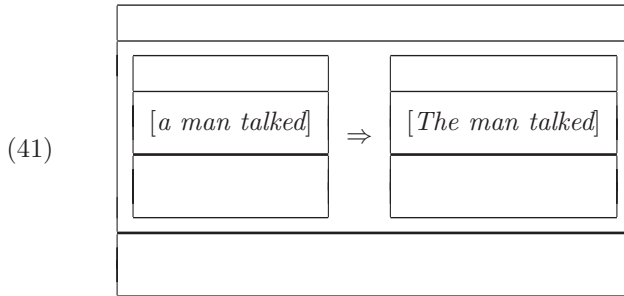 (41) [a man talked] ⇒ [The man talked]